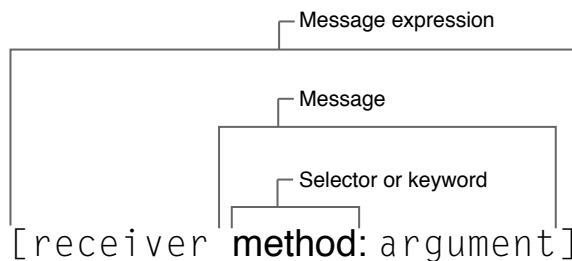 Message expression
Message
Selector or keyword
[receiver method: argument]